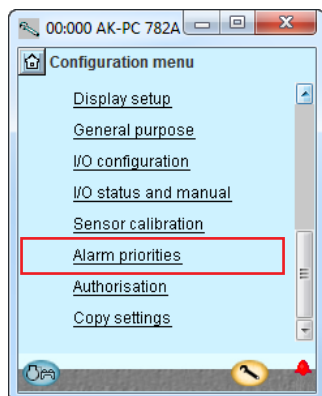 00:000 AK-PC 782A
Configuration menu
Display setup
General purpose
I/O configuration
I/O status and manual
Sensor calibration
Alarm priorities
Authorisation
Copy settings